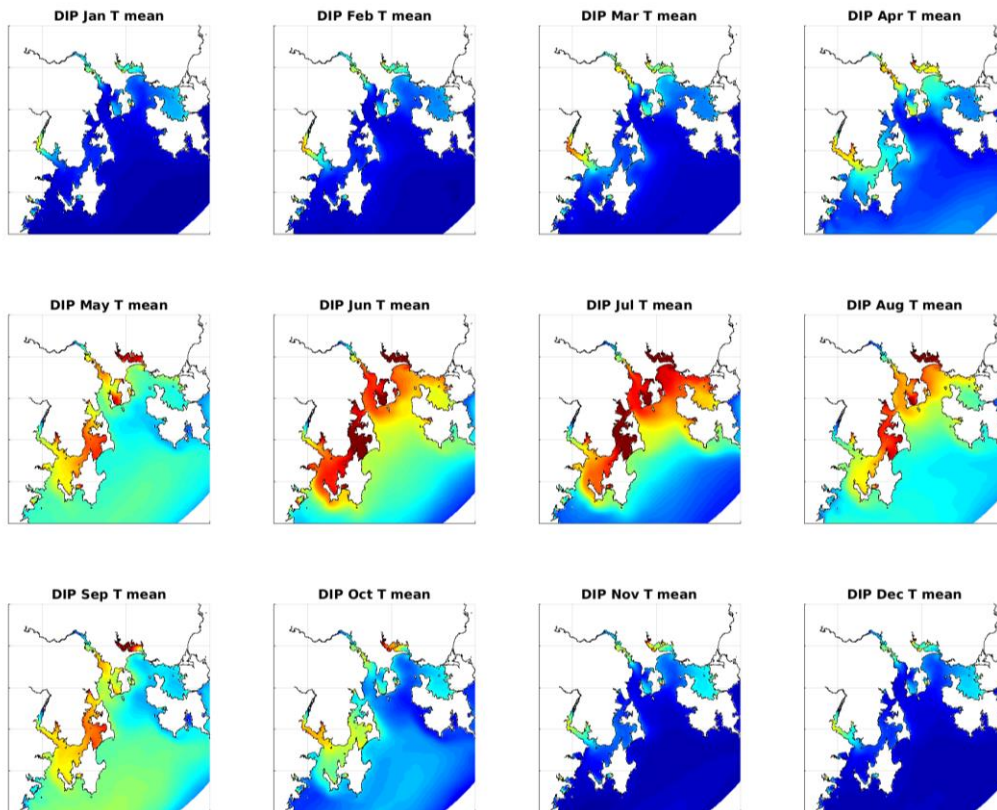 DIP Jan T mean
DIP Feb T mean
DIP Mar T mean
DIP Apr T mean
DIP May T mean
DIP Jun T mean
DIP Jul T mean
DIP Aug T mean
DIP Sep T mean
DIP Oct T mean
DIP Nov T mean
DIP Dec T mean